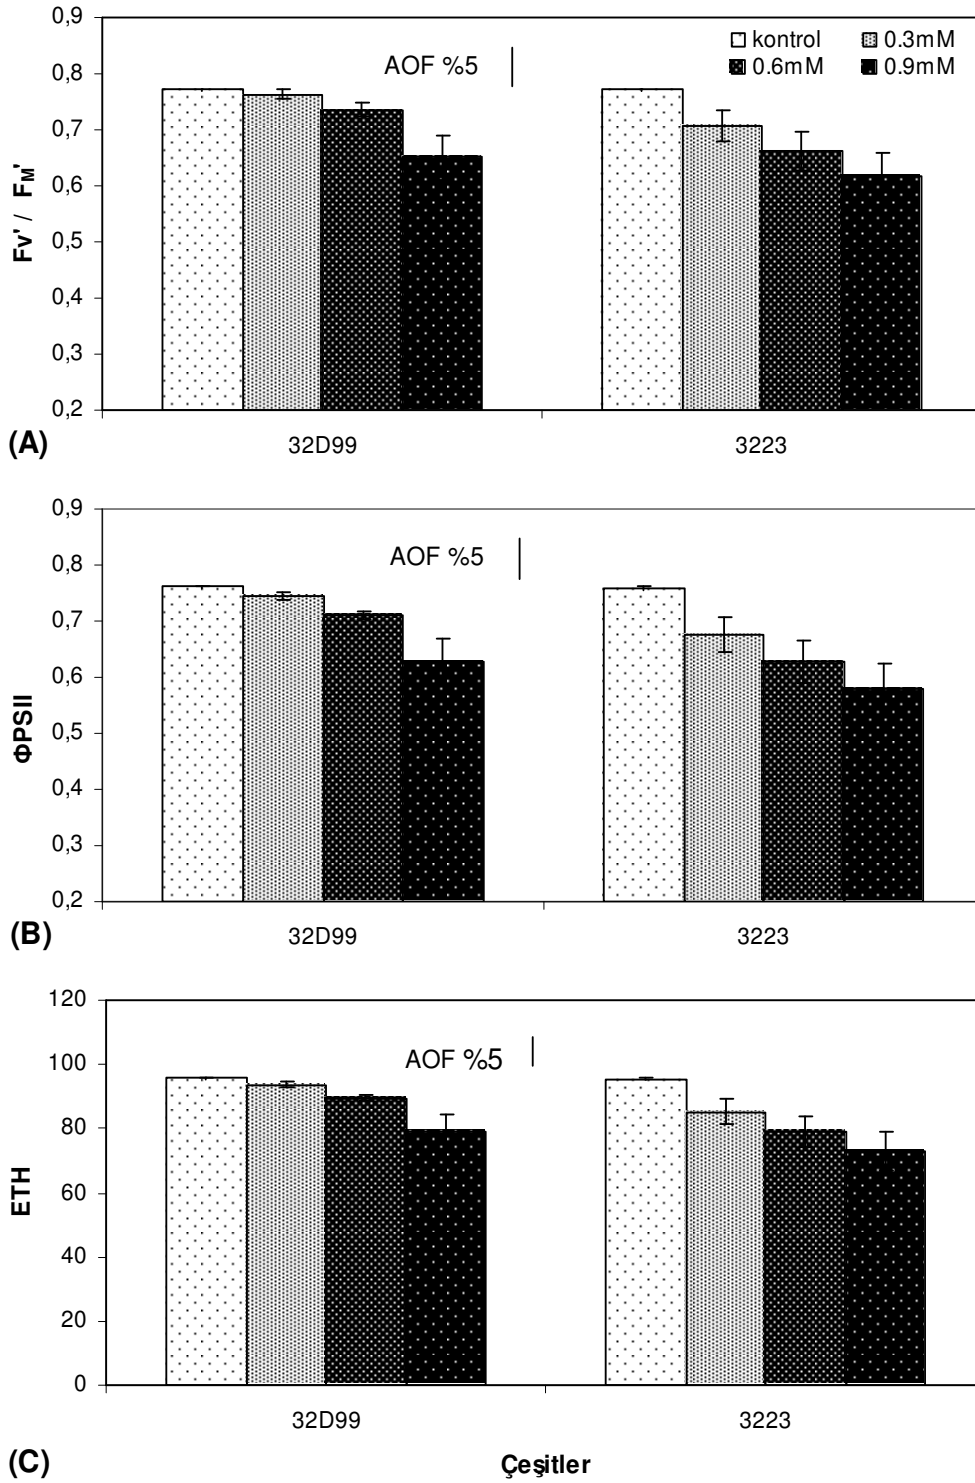 0,9
0,8
0,7
0,6
0,5
0,4
0,3
0,2
Fv' / FM'
AOF %5
kontrol 0.3mM
0.6mM 0.9mM
(A)
32D99 3223
0,9
0,8
0,7
0,6
0,5
0,4
0,3
0,2
ΦPSII
AOF %5
(B)
32D99 3223
120
100
80
60
40
20
0
ETH
AOF %5
32D99 3223
(C)
Çeşitler